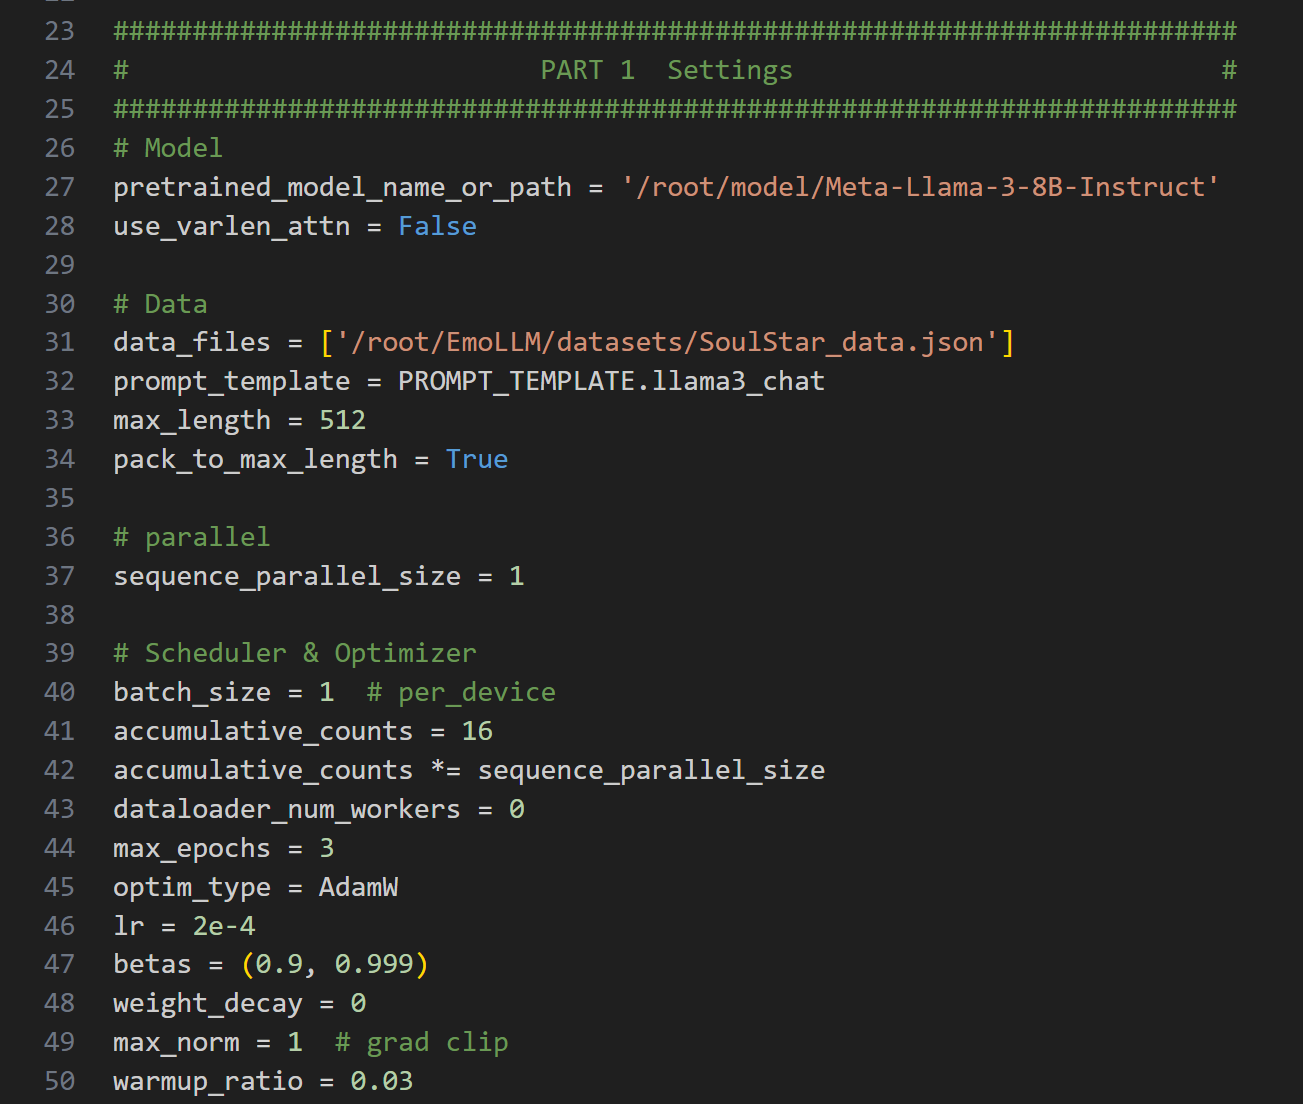 23 #######################################################################
24 #                          PART 1  Settings                           #
25 #######################################################################
26 # Model
27 pretrained_model_name_or_path = '/root/model/Meta-Llama-3-8B-Instruct'
28 use_varlen_attn = False
29
30 # Data
31 data_files = ['/root/EmoLLM/datasets/SoulStar_data.json']
32 prompt_template = PROMPT_TEMPLATE.llama3_chat
33 max_length = 512
34 pack_to_max_length = True
35
36 # parallel
37 sequence_parallel_size = 1
38
39 # Scheduler & Optimizer
40 batch_size = 1  # per_device
41 accumulative_counts = 16
42 accumulative_counts *= sequence_parallel_size
43 dataloader_num_workers = 0
44 max_epochs = 3
45 optim_type = AdamW
46 lr = 2e-4
47 betas = (0.9, 0.999)
48 weight_decay = 0
49 max_norm = 1  # grad clip
50 warmup_ratio = 0.03